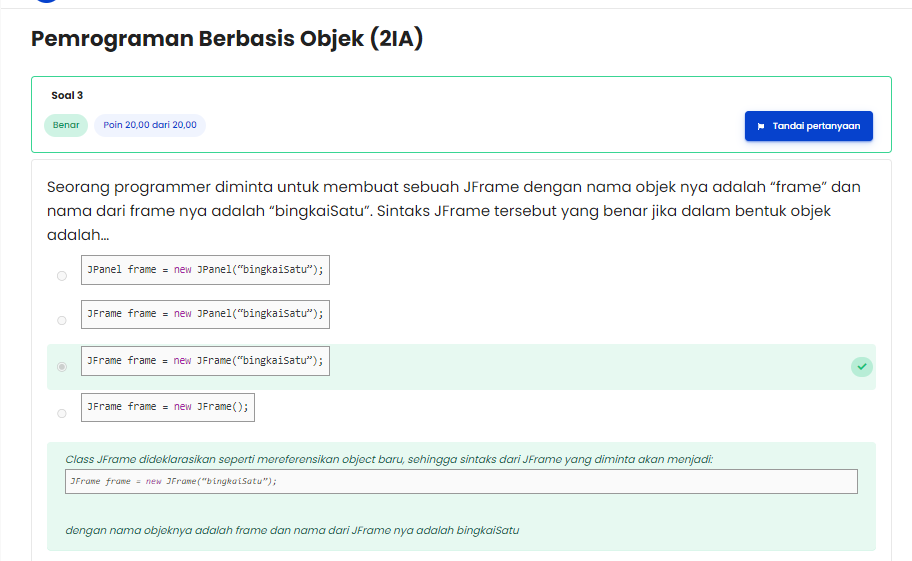 Pemrograman Berbasis Objek (2IA)
Soal 3
Benar
Poin 20,00 dari 20,00
Tandai pertanyaan
Seorang programmer diminta untuk membuat sebuah JFrame dengan nama objek nya adalah “frame” dan
nama dari frame nya adalah “bingkaiSatu”. Sintaks JFrame tersebut yang benar jika dalam bentuk objek
adalah...
JPanel frame = new JPanel(“bingkaiSatu”);
JFrame frame = new JPanel(“bingkaiSatu”);
JFrame frame = new JFrame(“bingkaiSatu”);
JFrame frame = new JFrame();
Class JFrame dideklarasikan seperti mereferensikan object baru, sehingga sintaks dari JFrame yang diminta akan menjadi:
JFrame frame = new JFrame(“bingkaiSatu”);
dengan nama objeknya adalah frame dan nama dari JFrame nya adalah bingkaiSatu